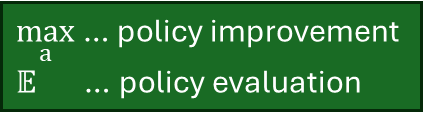 max … policy improvement
a
𝔼 … policy evaluation